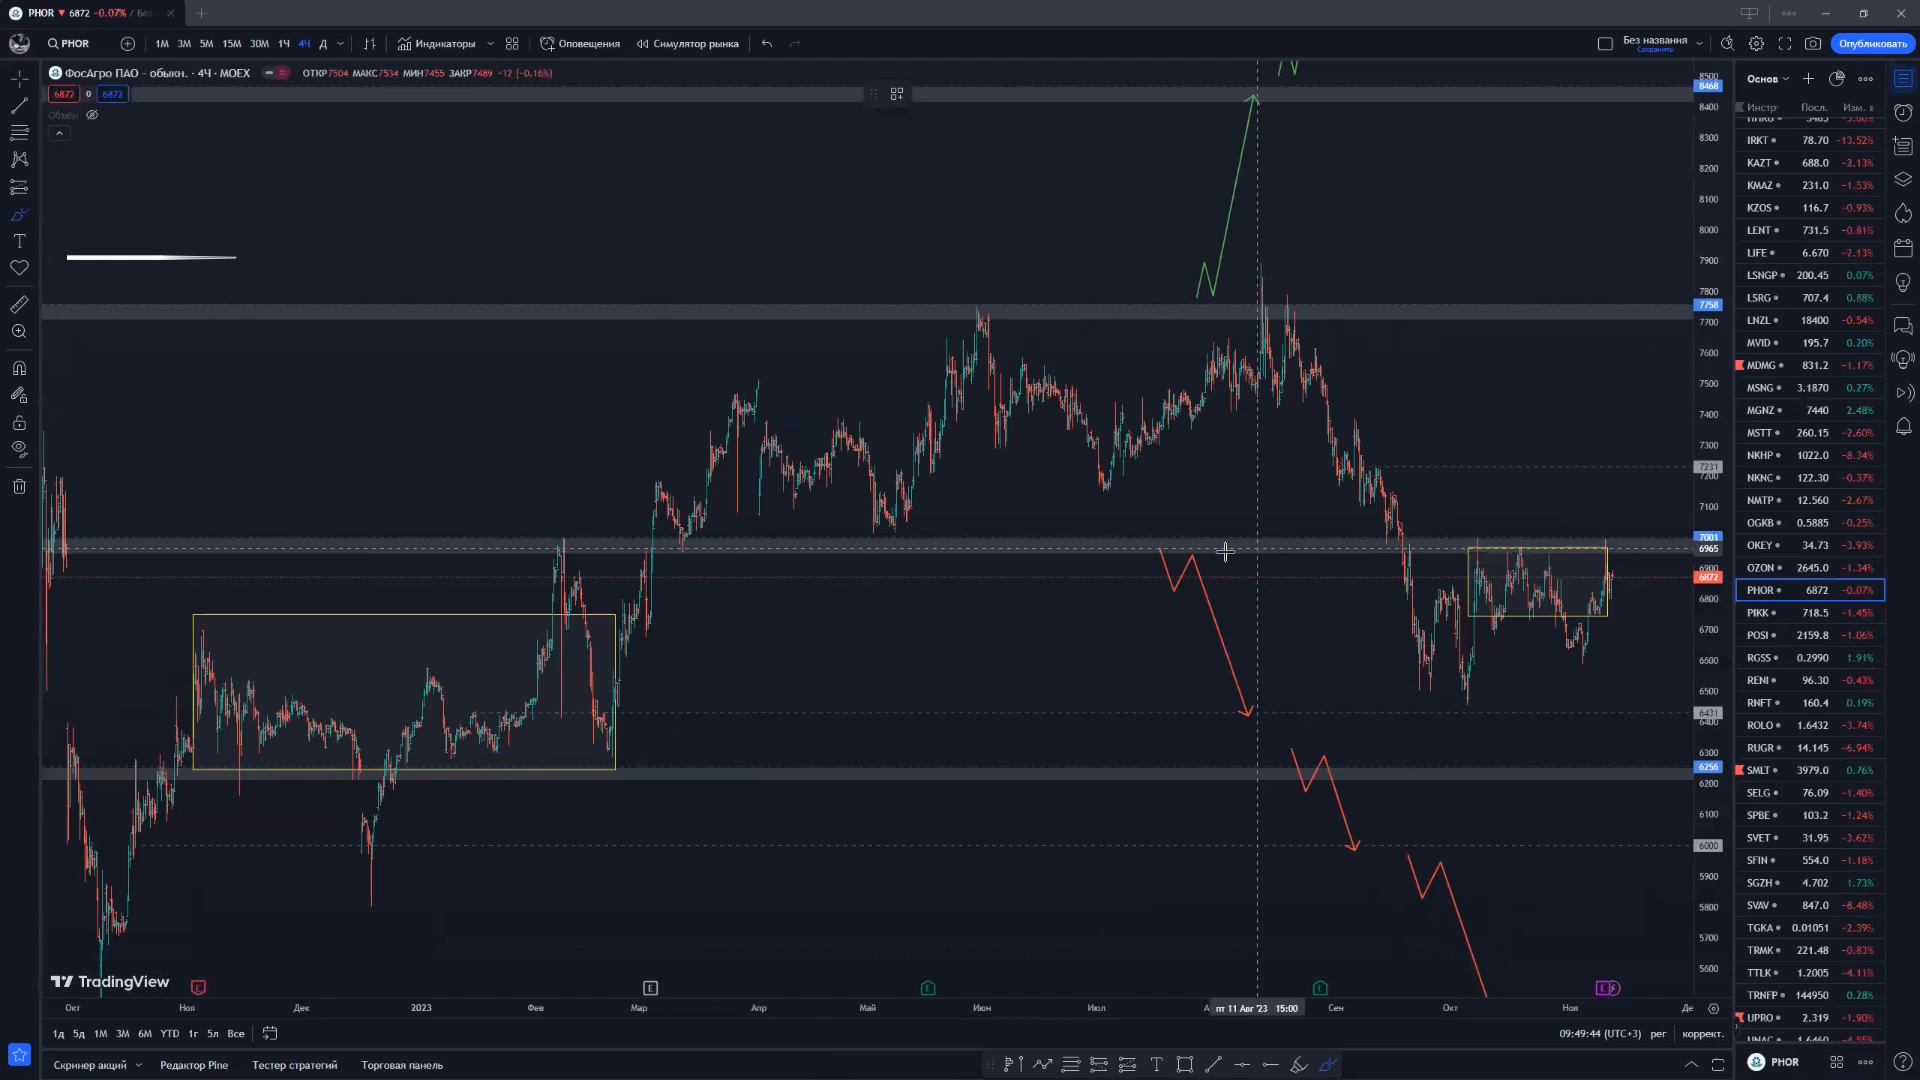 PHOR ▼ 6872 -0.07% / Бе
PHOR 1М 3М 5М 15М 30М 1Ч 4Ч Д Индикаторы Оповещения Симулятор рынка Без названия Опубликовать
Сохранить
ФосАгро ПАО - обыкн. · 4Ч · MOEX ОТКР7504 МАКС7534 МИН7455 ЗАКР7489 -12 (-0.16%)
6872 0 6872
Объём
8500
8468
8400
8300
8200
8100
8000
7900
7800
7758
7700
7600
7500
7400
7300
7231
7200
7100
7001
6965
6900
6872
6800
6700
6600
6500
6431
6400
6300
6256
6200
6100
6000
5900
5800
5700
5600
TradingView
E E E E E
Окт Ноя Дек 2023 Фев Мар Апр Май Июн Июл А пт 11 Авг '23 15:00 Сен Окт Ноя Де
1д 5д 1М 3М 6М YTD 1г 5л Все 09:49:44 (UTC+3) рег коррект.
Скринер акций Редактор Pine Тестер стратегий Торговая панель
Основ
Инстр Посл. Изм. в
IRKT 78.70 -13.52%
KAZT 688.0 -2.13%
KMAZ 231.0 -1.53%
KZOS 116.7 -0.93%
LENT 731.5 -0.81%
LIFE 6.670 -2.13%
LSNGP 200.45 0.07%
LSRG 707.4 0.88%
LNZL 18400 -0.54%
MVID 195.7 0.20%
MDMG 831.2 -1.17%
MSNG 3.1870 0.27%
MGNZ 7440 2.48%
MSTT 260.15 -2.60%
NKHP 1022.0 -8.34%
NKNC 122.30 -0.37%
NMTP 12.560 -2.67%
OGKB 0.5885 -0.25%
OKEY 34.73 -3.93%
OZON 2645.0 -1.34%
PHOR 6872 -0.07%
PIKK 718.5 -1.45%
POSI 2159.8 -1.06%
RGSS 0.2990 1.91%
RENI 96.30 -0.43%
RNFT 160.4 0.19%
ROLO 1.6432 -3.74%
RUGR 14.145 -6.94%
SMLT 3979.0 0.76%
SELG 76.09 -1.40%
SPBE 103.2 -1.24%
SVET 31.95 -3.62%
SFIN 554.0 -1.18%
SGZH 4.702 1.73%
SVAV 847.0 -8.48%
TGKA 0.01051 -2.39%
TRMK 221.48 -0.83%
TTLK 1.2005 -4.11%
TRNFP 144950 0.28%
UPRO 2.319 -1.90%
PHOR